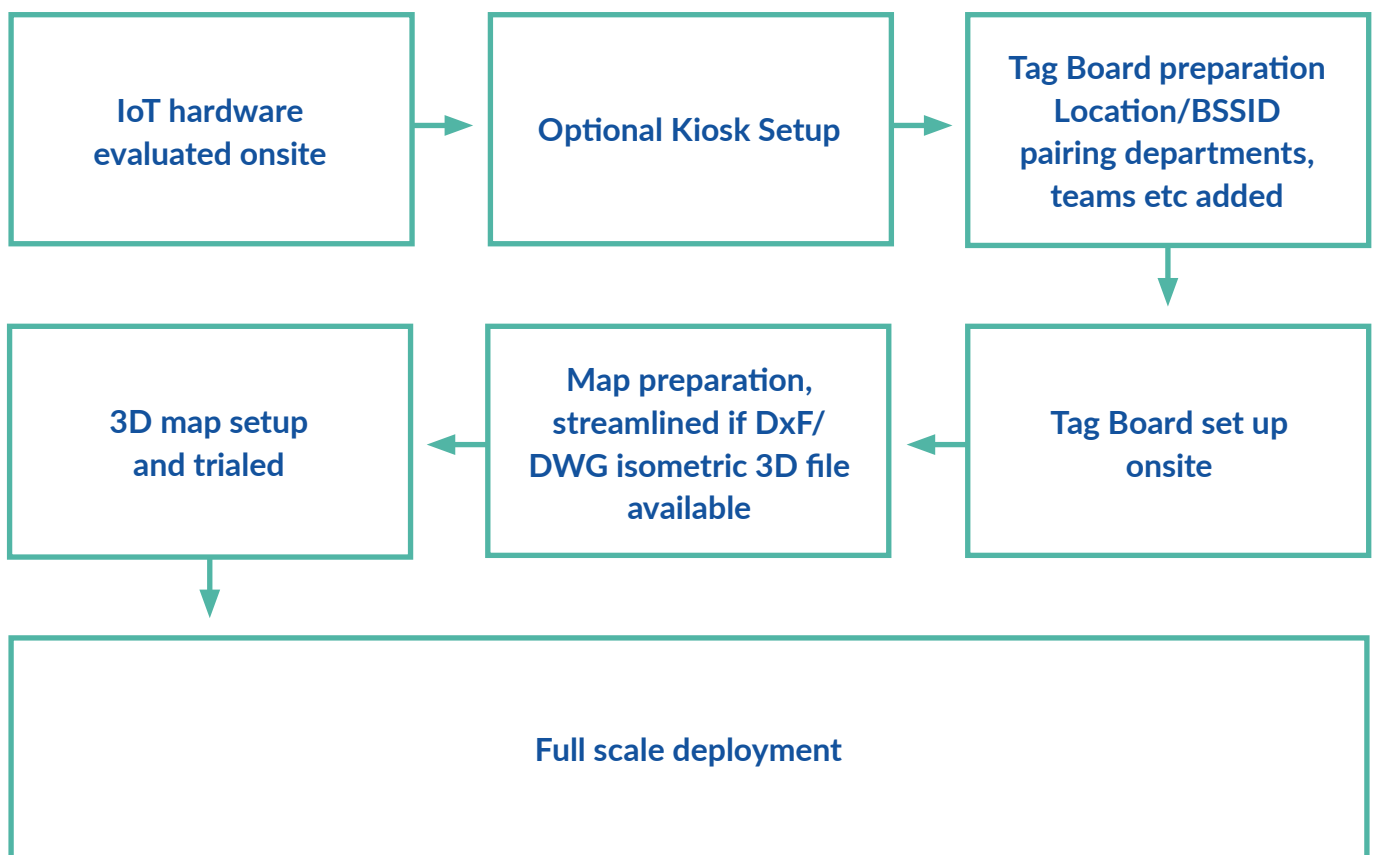 IoT hardware
evaluated onsite
Optional Kiosk Setup
Tag Board preparation
Location/BSSID
pairing departments,
teams etc added
Tag Board set up
onsite
Map preparation,
streamlined if DxF/
DWG isometric 3D file
available
3D map setup
and trialed
Full scale deployment